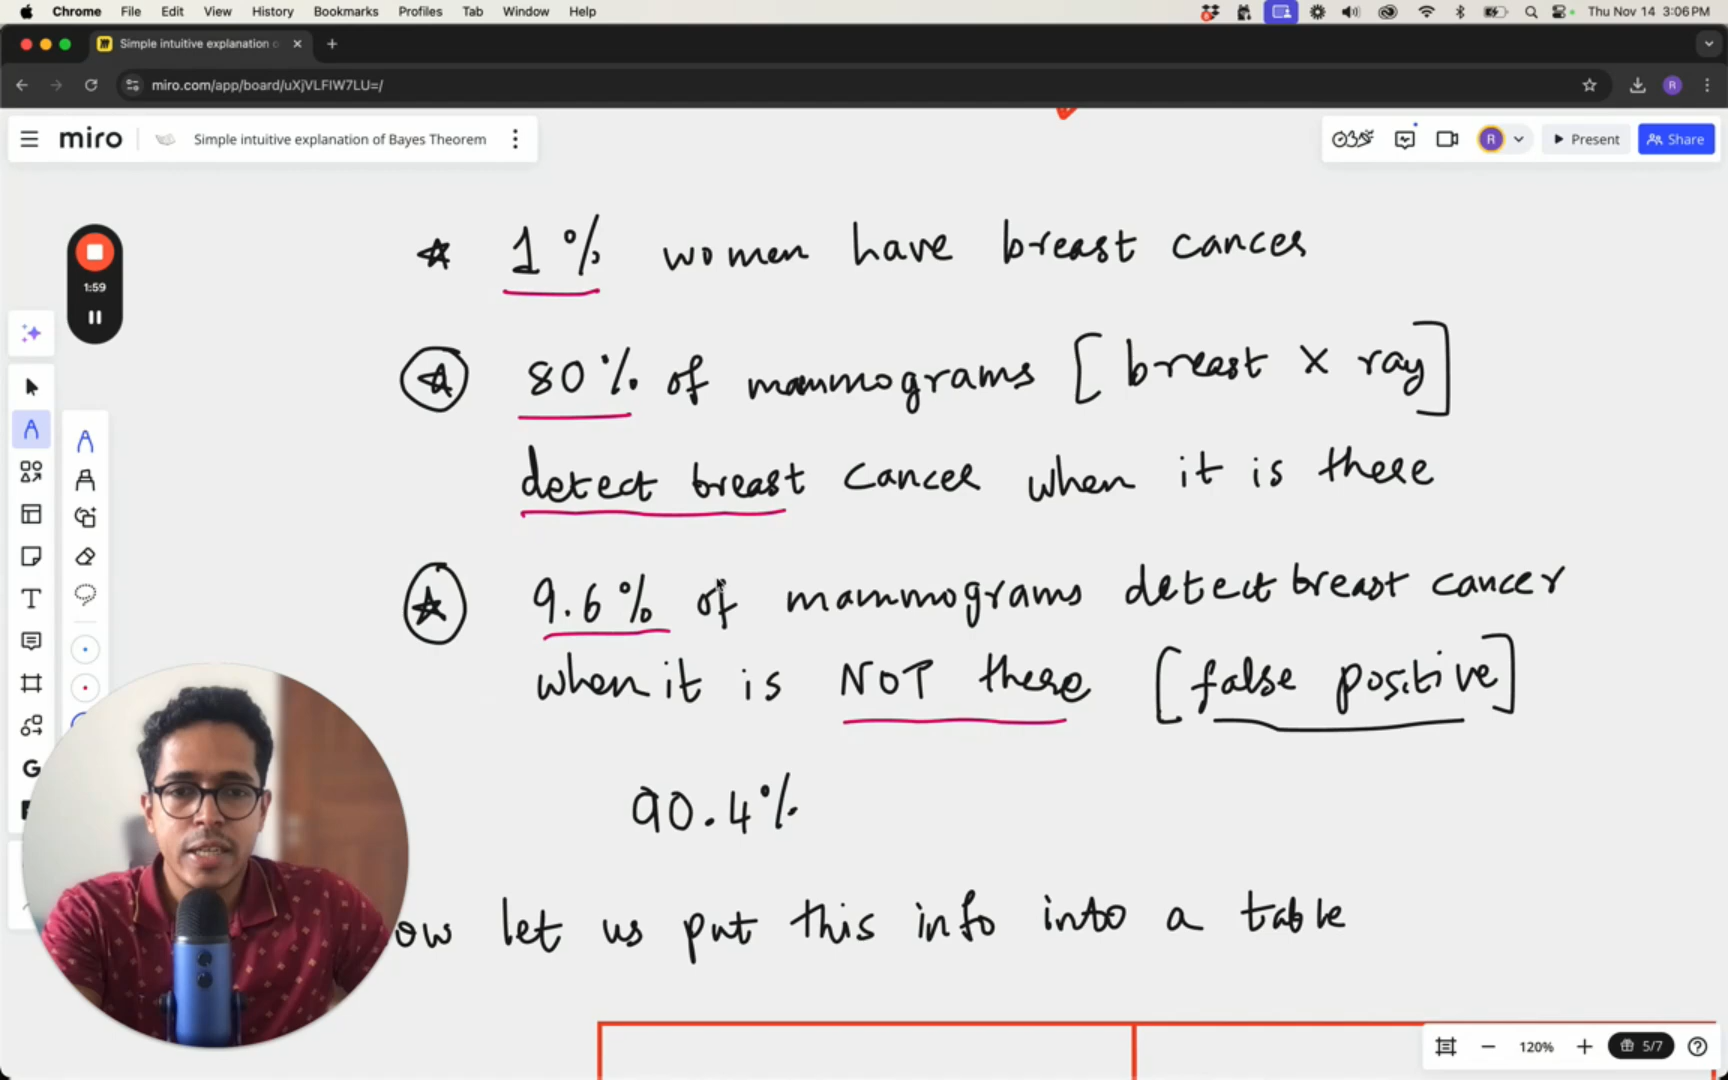 Chrome File Edit View History Bookmarks Profiles Tab Window Help Thu Nov 14 3:06 PM
Simple intuitive explanation o
miro.com/app/board/uXjVLFIW7LU=/ R
miro Simple intuitive explanation of Bayes Theorem R Present Share
1% women have breast cancer
1:59
80% of mammograms [breast X ray]
detect breast cancer when it is there
9.6% of mammograms detect breast cancer
when it is NOT there [false positive]
90.4%
ow let us put this info into a table
120% 5/7